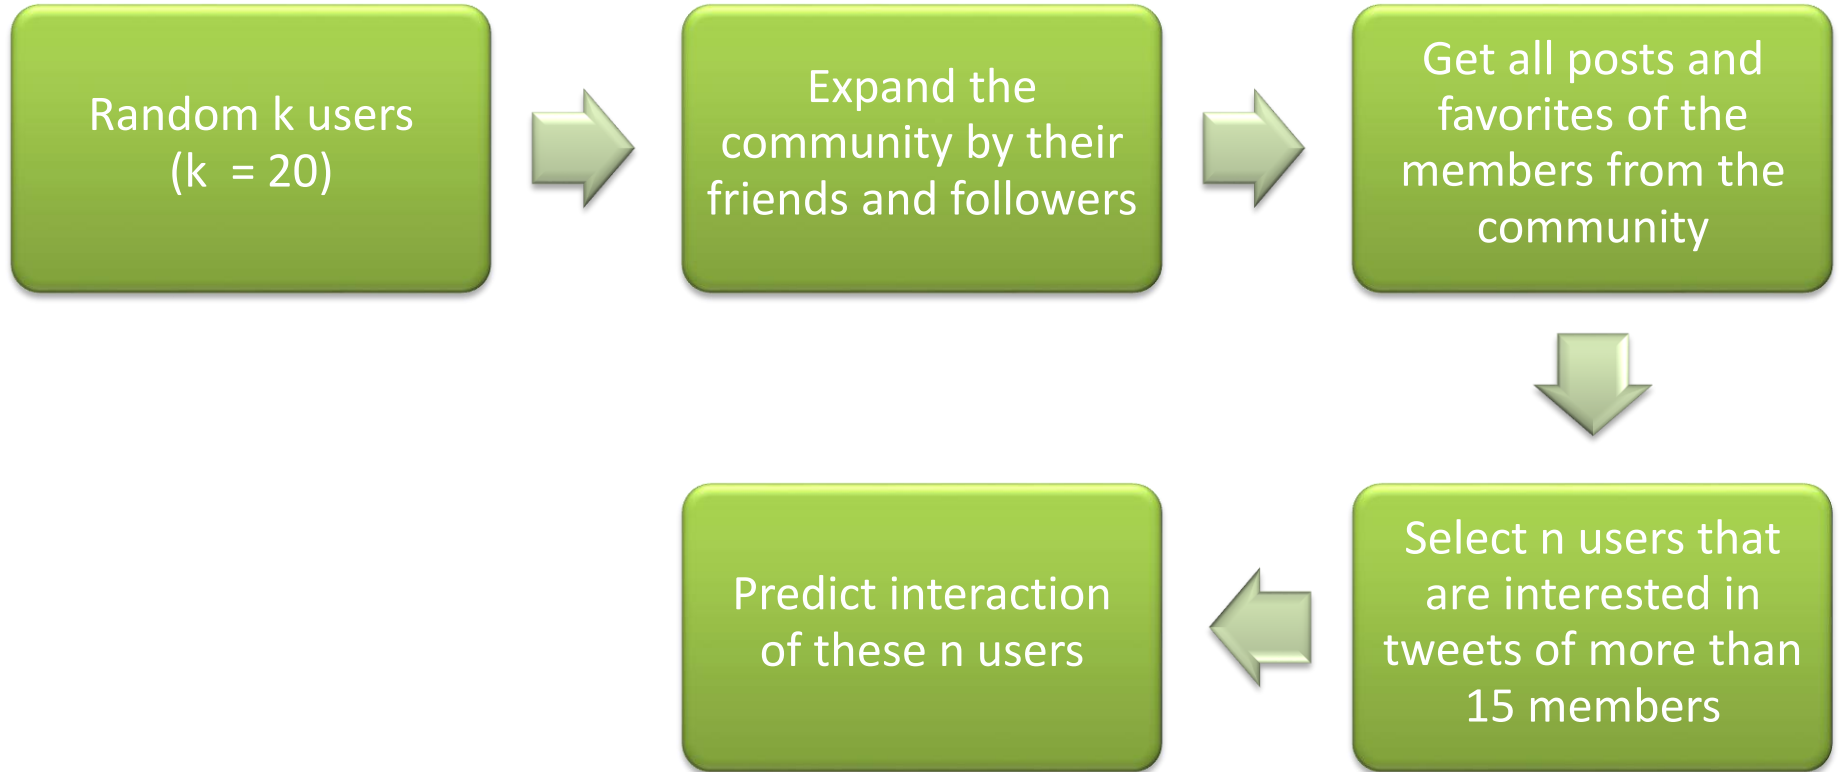 Random k users
(k  = 20)
Expand the
community by their
friends and followers
Get all posts and
favorites of the
members from the
community
Select n users that
are interested in
tweets of more than
15 members
Predict interaction
of these n users